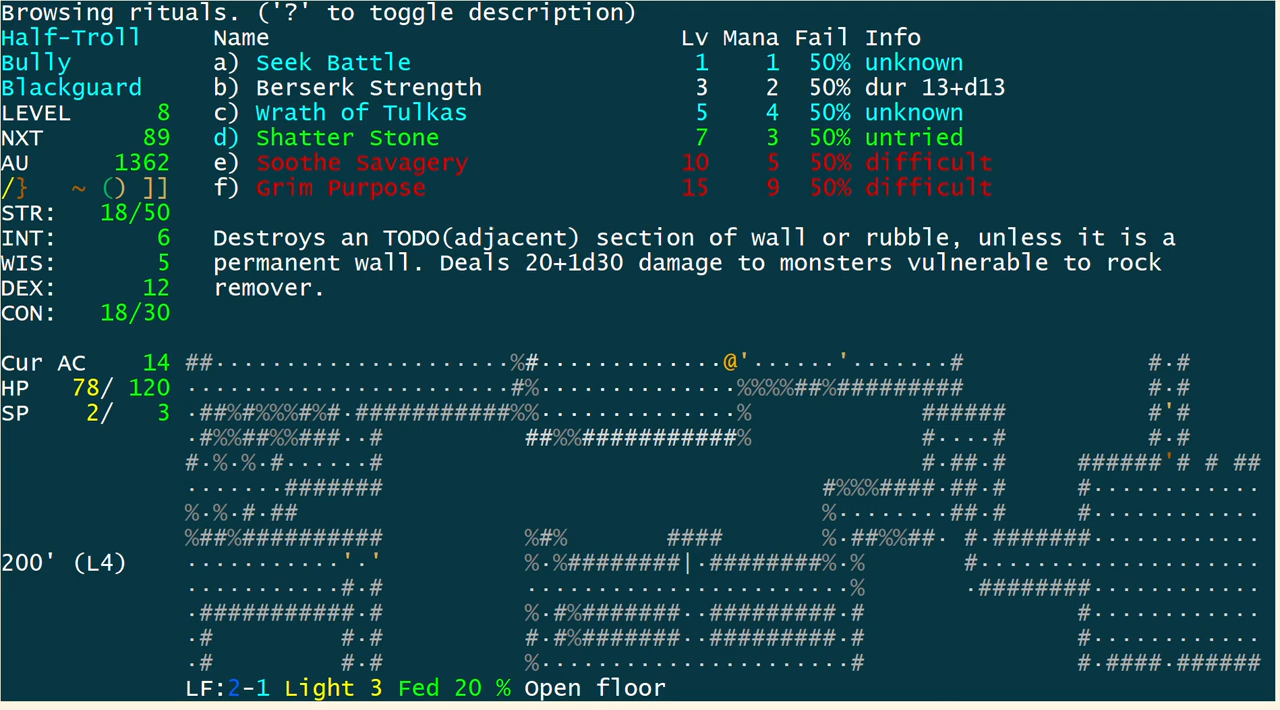 Browsing rituals. ('?' to toggle description)
Half-Troll Name Lv Mana Fail Info
Bully a) Seek Battle 1 1 50% unknown
Blackguard b) Berserk Strength 3 2 50% dur 13+d13
LEVEL 8 c) Wrath of Tulkas 5 4 50% unknown
NXT 89 d) Shatter Stone 7 3 50% untried
AU 1362 e) Soothe Savagery 10 5 50% difficult
/} ~ () ]] f) Grim Purpose 15 9 50% difficult
STR: 18/50
INT: 6 Destroys an TODO(adjacent) section of wall or rubble, unless it is a
WIS: 5 permanent wall. Deals 20+1d30 damage to monsters vulnerable to rock
DEX: 12 remover.
CON: 18/30
Cur AC 14
HP 78/ 120
SP 2/ 3
200' (L4)
LF:2-1 Light 3 Fed 20 % Open floor